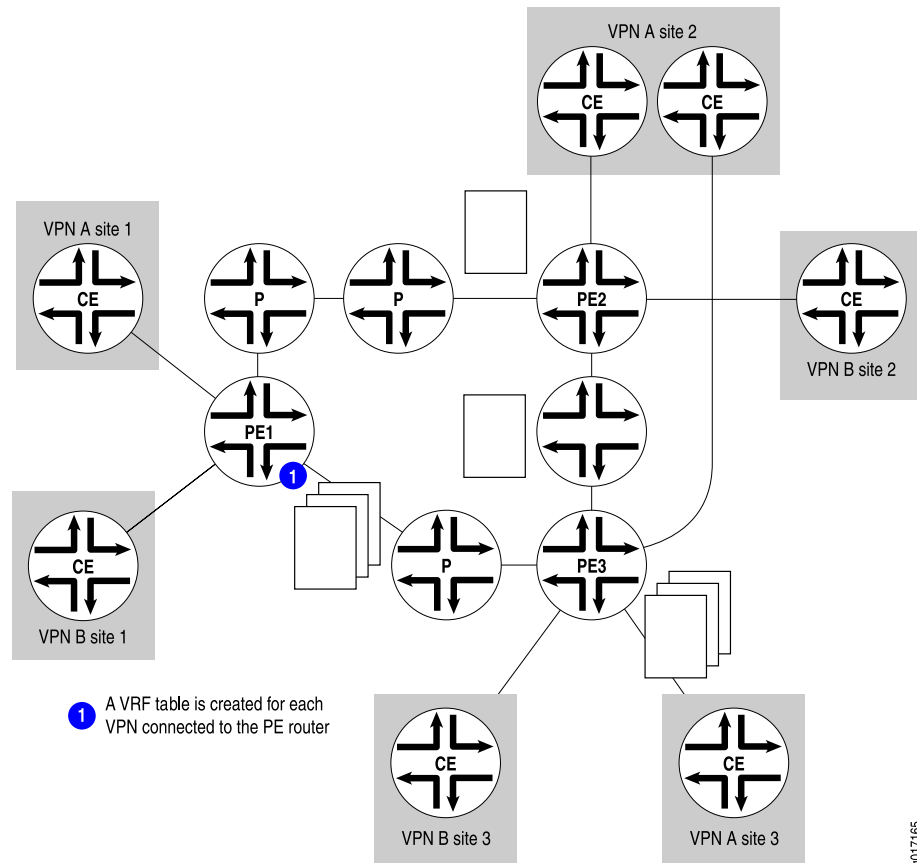 VPN A site 2
CE
CE
VPN A site 1
CE
P
P
PE2
CE
VPN B site 2
PE1
1
CE
VPN B site 1
P
PE3
1
A VRF table is created for each
VPN connected to the PE router
CE
VPN B site 3
CE
VPN A site 3
g017165